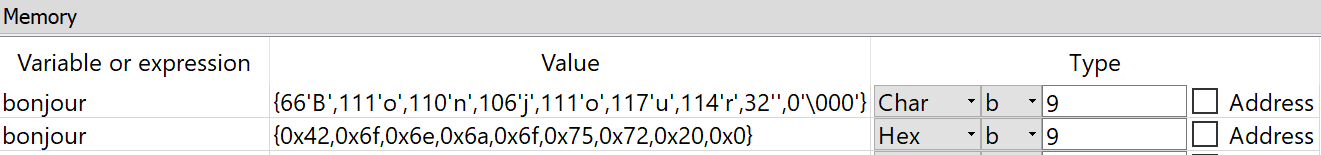 Memory
Variable or expression Value Type
bonjour {66'B',111'o',110'n',106'j',111'o',117'u',114'r',32'',0'\000'} Char b 9 Address
bonjour {0x42,0x6f,0x6e,0x6a,0x6f,0x75,0x72,0x20,0x0} Hex b 9 Address